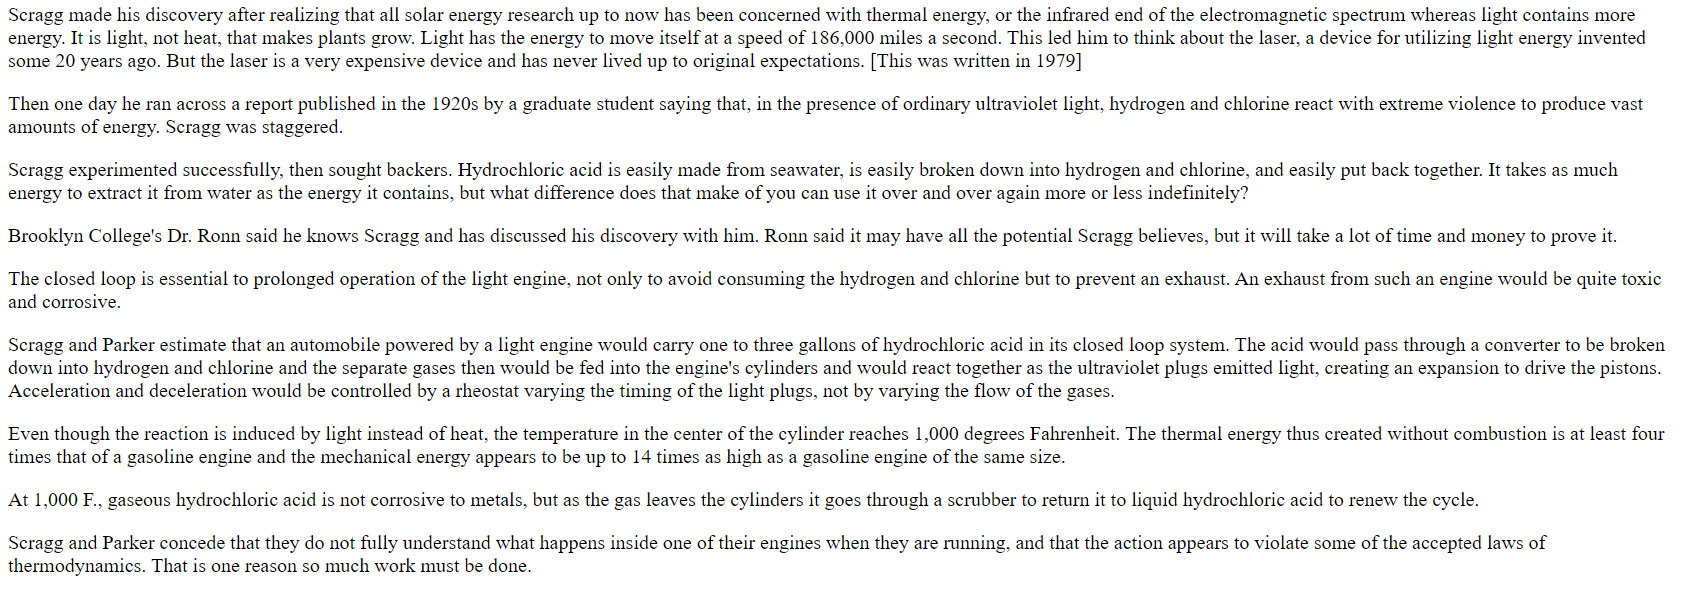 Scragg made his discovery after realizing that all solar energy research up to now has been concerned with thermal energy, or the infrared end of the electromagnetic spectrum whereas light contains more
energy. It is light, not heat, that makes plants grow. Light has the energy to move itself at a speed of 186,000 miles a second. This led him to think about the laser, a device for utilizing light energy invented
some 20 years ago. But the laser is a very expensive device and has never lived up to original expectations. [This was written in 1979]
Then one day he ran across a report published in the 1920s by a graduate student saying that, in the presence of ordinary ultraviolet light, hydrogen and chlorine react with extreme violence to produce vast
amounts of energy. Scragg was staggered.
Scragg experimented successfully, then sought backers. Hydrochloric acid is easily made from seawater, is easily broken down into hydrogen and chlorine, and easily put back together. It takes as much
energy to extract it from water as the energy it contains, but what difference does that make of you can use it over and over again more or less indefinitely?
Brooklyn College's Dr. Ronn said he knows Scragg and has discussed his discovery with him. Ronn said it may have all the potential Scragg believes, but it will take a lot of time and money to prove it.
The closed loop is essential to prolonged operation of the light engine, not only to avoid consuming the hydrogen and chlorine but to prevent an exhaust. An exhaust from such an engine would be quite toxic
and corrosive.
Scragg and Parker estimate that an automobile powered by a light engine would carry one to three gallons of hydrochloric acid in its closed loop system. The acid would pass through a converter to be broken
down into hydrogen and chlorine and the separate gases then would be fed into the engine's cylinders and would react together as the ultraviolet plugs emitted light, creating an expansion to drive the pistons.
Acceleration and deceleration would be controlled by a rheostat varying the timing of the light plugs, not by varying the flow of the gases.
Even though the reaction is induced by light instead of heat, the temperature in the center of the cylinder reaches 1,000 degrees Fahrenheit. The thermal energy thus created without combustion is at least four
times that of a gasoline engine and the mechanical energy appears to be up to 14 times as high as a gasoline engine of the same size.
At 1,000 F., gaseous hydrochloric acid is not corrosive to metals, but as the gas leaves the cylinders it goes through a scrubber to return it to liquid hydrochloric acid to renew the cycle.
Scragg and Parker concede that they do not fully understand what happens inside one of their engines when they are running, and that the action appears to violate some of the accepted laws of
thermodynamics. That is one reason so much work must be done.